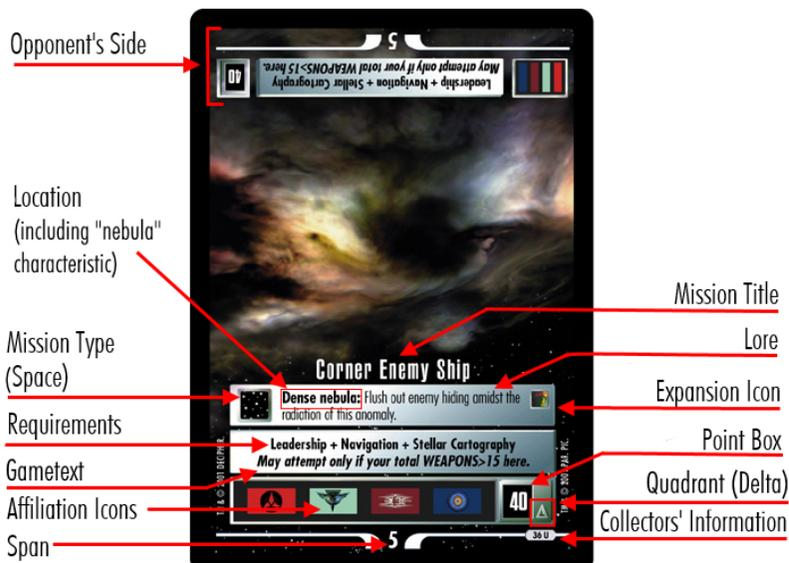 Opponent's Side
5
May attempt only if your total WEAPONS>15 here.
Leadership + Navigation + Stellar Cartography
40
Location
(including "nebula"
characteristic)
Mission Title
Lore
Mission Type
(Space)
Corner Enemy Ship
Dense nebula: Flush out enemy hiding amidst the
radiction of this anomaly.
Expansion Icon
Requirements
Leadership + Navigation + Stellar Cartography
May attempt only if your total WEAPONS>15 here.
Point Box
Gametext
Quadrant (Delta)
Affiliation Icons
40
Δ
Collectors' Information
Span
5
36 U